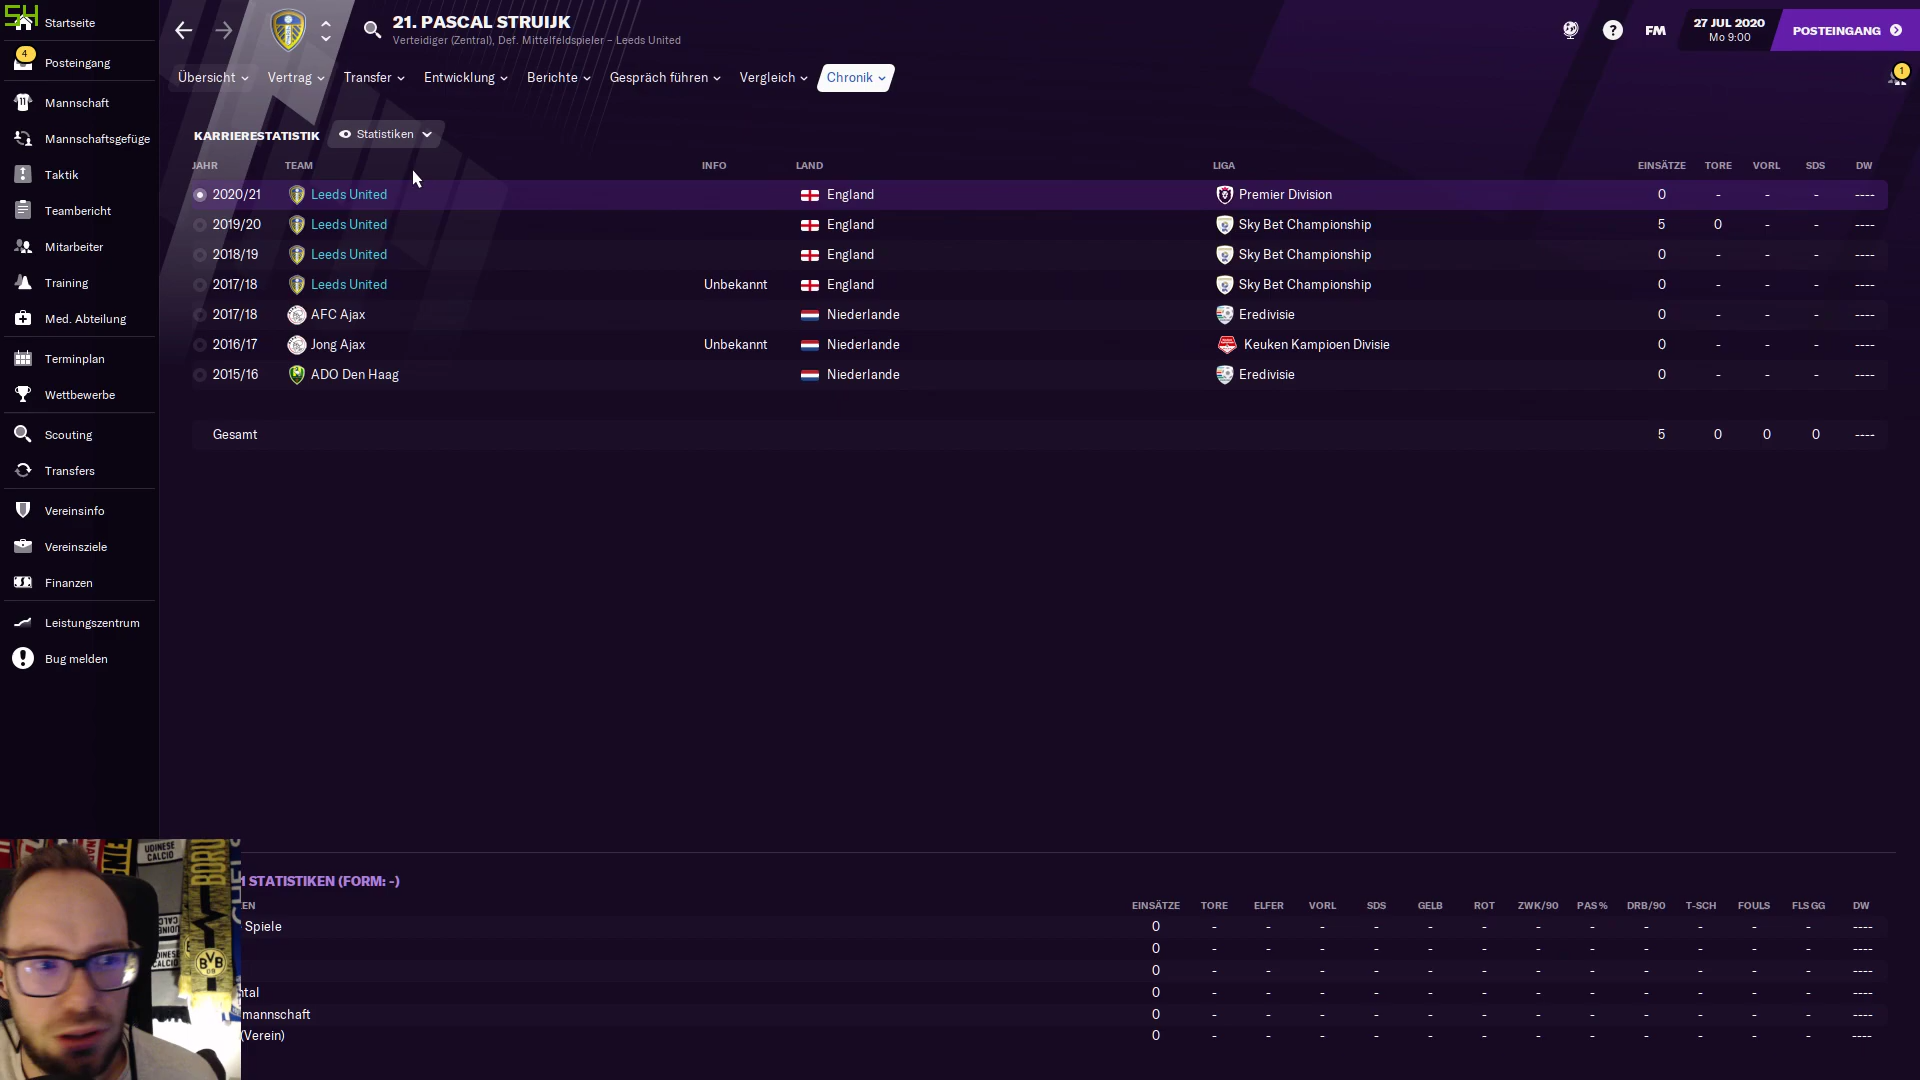 SH
Startseite
4
Posteingang
Mannschaft
Mannschaftsgefüge
Taktik
Teambericht
Mitarbeiter
Training
Med. Abteilung
Terminplan
Wettbewerbe
Scouting
Transfers
Vereinsinfo
Vereinsziele
Finanzen
Leistungszentrum
Bug melden
21. PASCAL STRUIJK
Verteidiger (Zentral), Def. Mittelfeldspieler – Leeds United
FM
27 JUL 2020
Mo 9:00
POSTEINGANG
1
Übersicht Vertrag Transfer Entwicklung Berichte Gespräch führen Vergleich Chronik
KARRIERESTATISTIK Statistiken
JAHR TEAM INFO LAND LIGA EINSÄTZE TORE VORL SDS DW
2020/21 Leeds United England Premier Division 0 - - - ----
2019/20 Leeds United England Sky Bet Championship 5 0 - - ----
2018/19 Leeds United England Sky Bet Championship 0 - - - ----
2017/18 Leeds United Unbekannt England Sky Bet Championship 0 - - - ----
2017/18 AFC Ajax Niederlande Eredivisie 0 - - - ----
2016/17 Jong Ajax Unbekannt Niederlande Keuken Kampioen Divisie 0 - - - ----
2015/16 ADO Den Haag Niederlande Eredivisie 0 - - - ----
Gesamt 5 0 0 0 ----
STATISTIKEN (FORM: -)
EN EINSÄTZE TORE ELFER VORL SDS GELB ROT ZWK/90 PAS % DRB/90 T-SCH FOULS FLS GG DW
Spiele 0 - - - - - - - - - - - - ----
0 - - - - - - - - - - - - ----
0 - - - - - - - - - - - - ----
ntal 0 - - - - - - - - - - - - ----
mannschaft 0 - - - - - - - - - - - - ----
(Verein) 0 - - - - - - - - - - - - ----
UDINESE
CALCIO
BORU
BVB
09